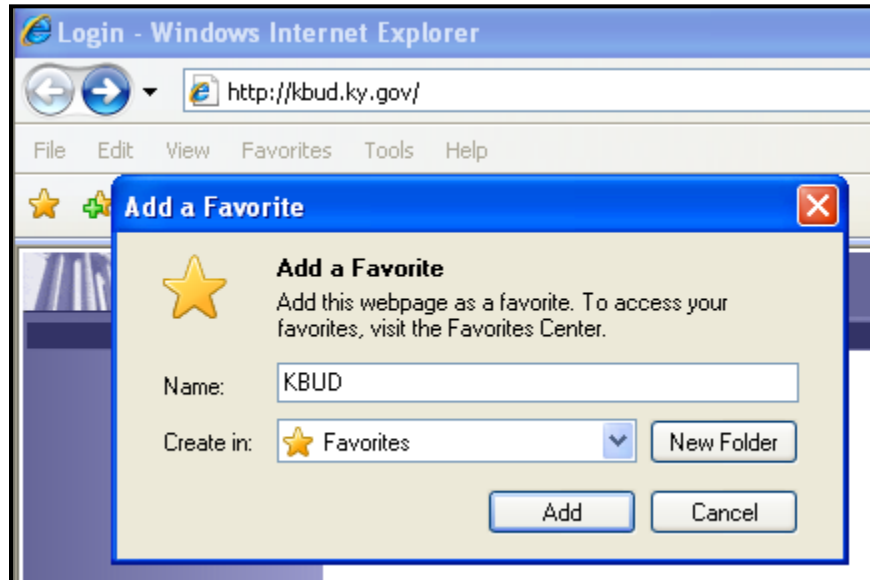 Login - Windows Internet Explorer
http://kbud.ky.gov/
File Edit View Favorites Tools Help
Add a Favorite
Add a Favorite
Add this webpage as a favorite. To access your
favorites, visit the Favorites Center.
Name: KBUD
Create in: Favorites New Folder
Add Cancel